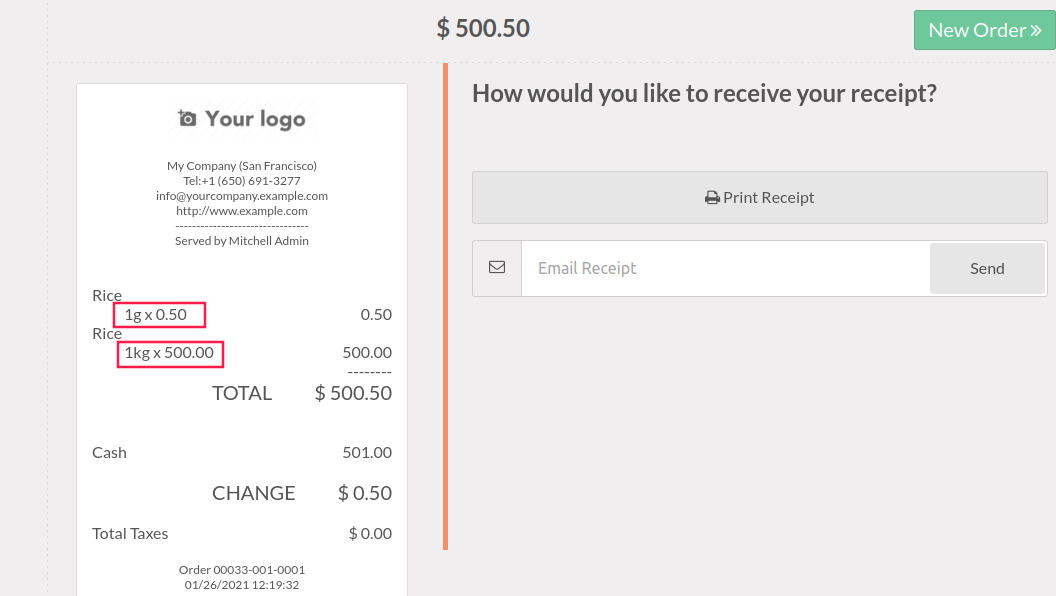 $ 500.50
New Order »
How would you like to receive your receipt?
Your logo
My Company (San Francisco)
Tel:+1 (650) 691-3277
info@yourcompany.example.com
http://www.example.com
--------------------------------
Served by Mitchell Admin
Print Receipt
Email Receipt
Send
Rice
1g x 0.50 0.50
Rice
1kg x 500.00 500.00
--------
TOTAL $ 500.50
Cash 501.00
CHANGE $ 0.50
Total Taxes $ 0.00
Order 00033-001-0001
01/26/2021 12:19:32